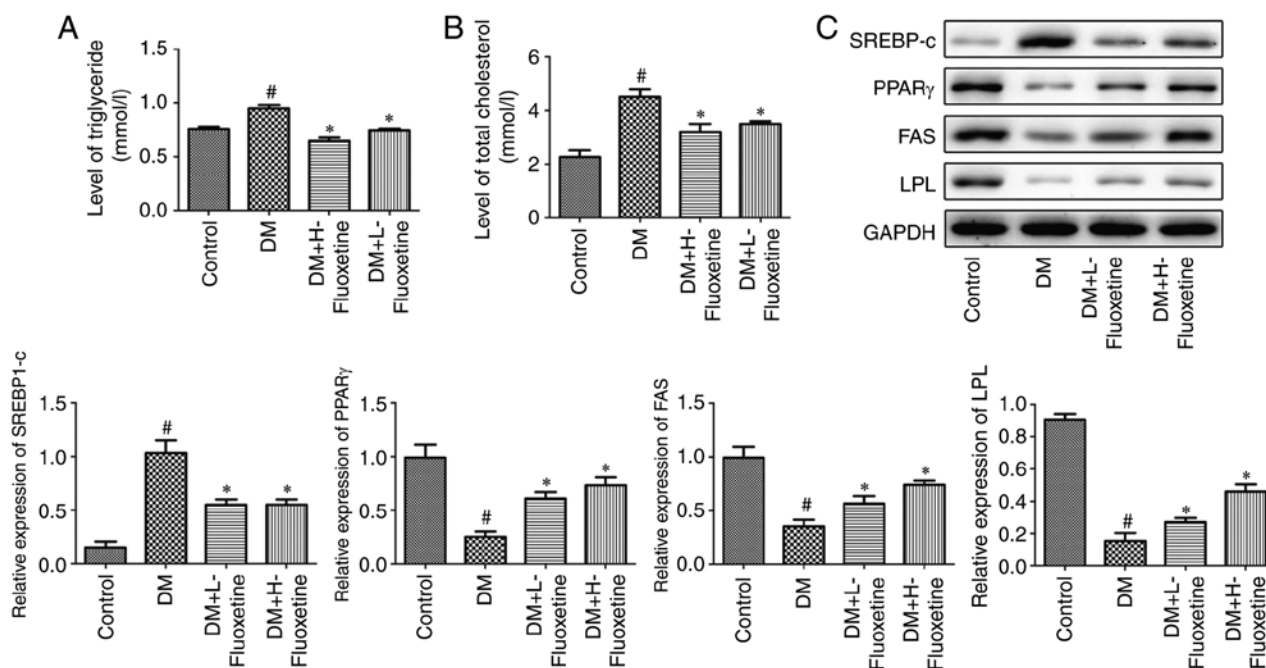 A
Level of triglyceride
(mmol/l)
1.5
1.0
0.5
0.0
#
*
*
Control
DM
DM+H-
Fluoxetine
DM+L-
Fluoxetine
B
Level of total cholesterol
(mmol/l)
6
4
2
0
#
*
*
Control
DM
DM+H-
Fluoxetine
DM+L-
Fluoxetine
C
SREBP-c
PPARγ
FAS
LPL
GAPDH
Control
DM
DM+L-
Fluoxetine
DM+H-
Fluoxetine
Relative expression of SREBP1-c
1.5
1.0
0.5
0.0
#
*
*
Control
DM
DM+L-
Fluoxetine
DM+H-
Fluoxetine
Relative expression of PPARγ
1.5
1.0
0.5
0.0
#
*
*
Control
DM
DM+L-
Fluoxetine
DM+H-
Fluoxetine
Relative expression of FAS
1.5
1.0
0.5
0.0
#
*
*
Control
DM
DM+L-
Fluoxetine
DM+H-
Fluoxetine
Relative expression of LPL
1.0
0.8
0.6
0.4
0.2
0.0
#
*
*
Control
DM
DM+L-
Fluoxetine
DM+H-
Fluoxetine